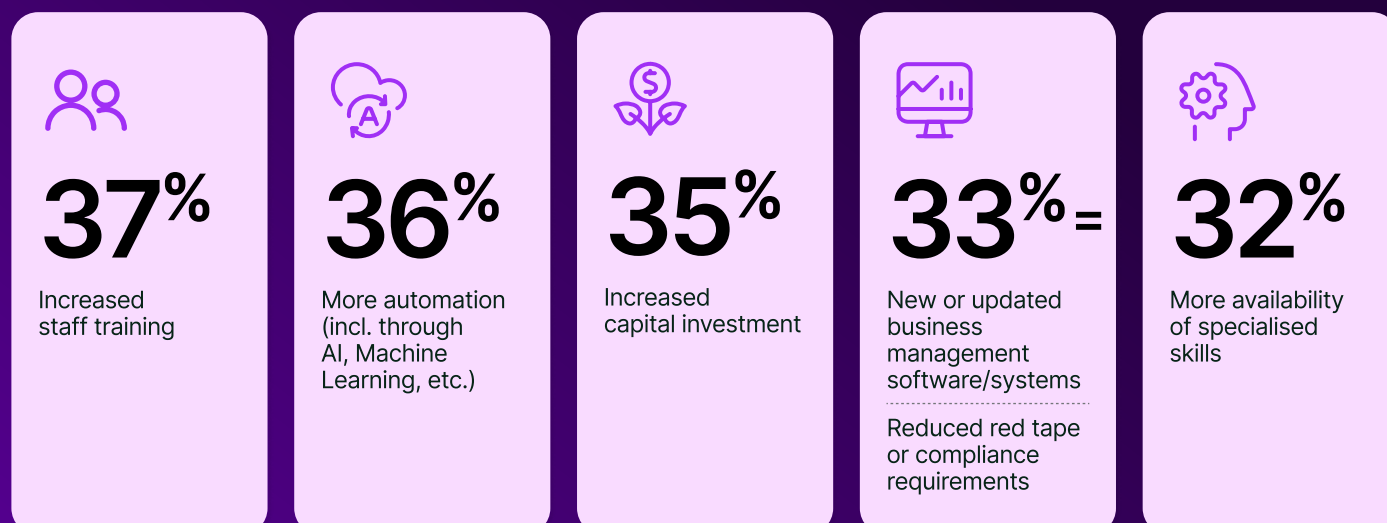 37%
Increased
staff training
A
36%
More automation
(incl. through
AI, Machine
Learning, etc.)
$
35%
Increased
capital investment
33%=
New or updated
business
management
software/systems
Reduced red tape
or compliance
requirements
32%
More availability
of specialised
skills